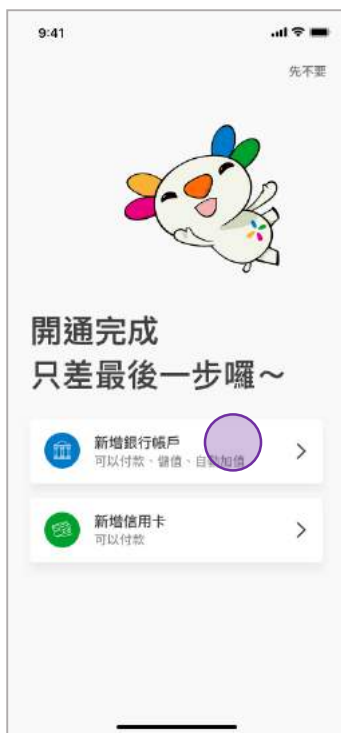 9:41
先不要
開通完成
只差最後一步囉～
新增銀行帳戶
可以付款、儲值、自動加值
新增信用卡
可以付款